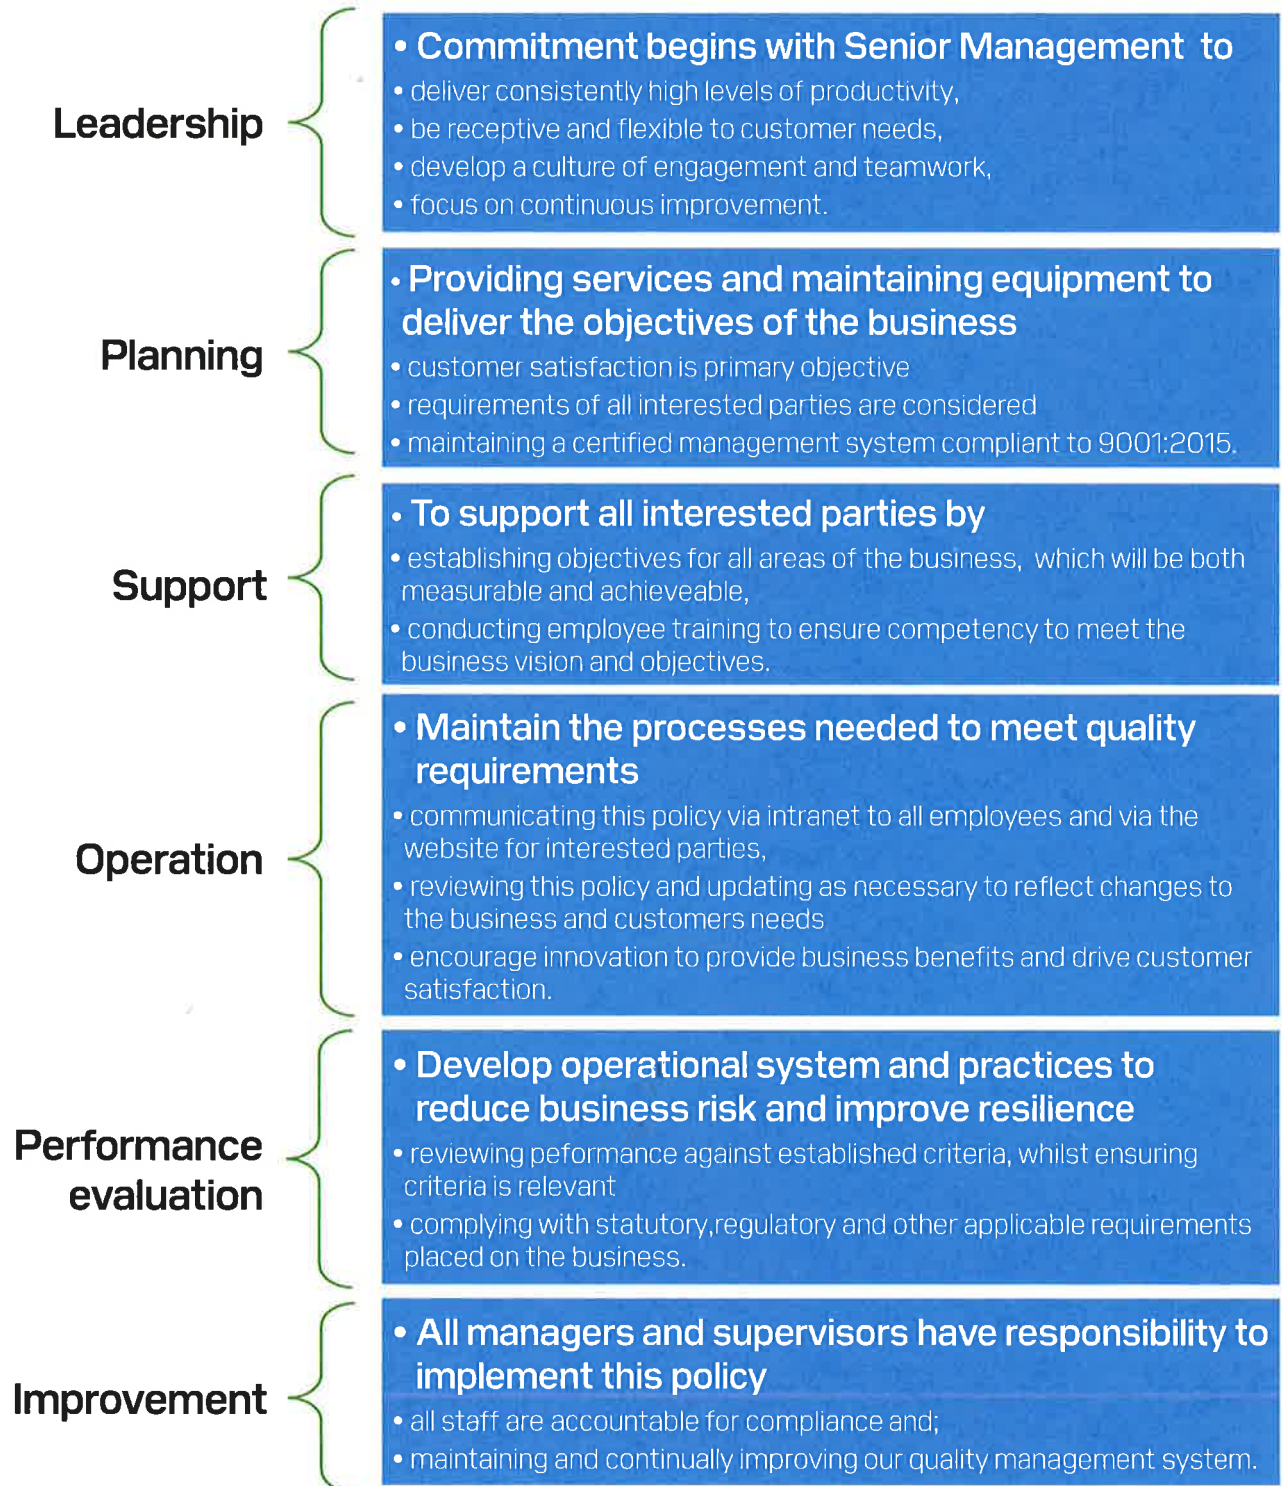 Leadership
• Commitment begins with Senior Management to
• deliver consistently high levels of productivity,
• be receptive and flexible to customer needs,
• develop a culture of engagement and teamwork,
• focus on continuous improvement.
Planning
• Providing services and maintaining equipment to
deliver the objectives of the business
• customer satisfaction is primary objective
• requirements of all interested parties are considered
• maintaining a certified management system compliant to 9001:2015.
Support
• To support all interested parties by
• establishing objectives for all areas of the business, which will be both
measurable and achieveable,
• conducting employee training to ensure competency to meet the
business vision and objectives.
Operation
• Maintain the processes needed to meet quality
requirements
• communicating this policy via intranet to all employees and via the
website for interested parties,
• reviewing this policy and updating as necessary to reflect changes to
the business and customers needs
• encourage innovation to provide business benefits and drive customer
satisfaction.
Performance
evaluation
• Develop operational system and practices to
reduce business risk and improve resilience
• reviewing peformance against established criteria, whilst ensuring
criteria is relevant
• complying with statutory,regulatory and other applicable requirements
placed on the business.
Improvement
• All managers and supervisors have responsibility to
implement this policy
• all staff are accountable for compliance and;
• maintaining and continually improving our quality management system.